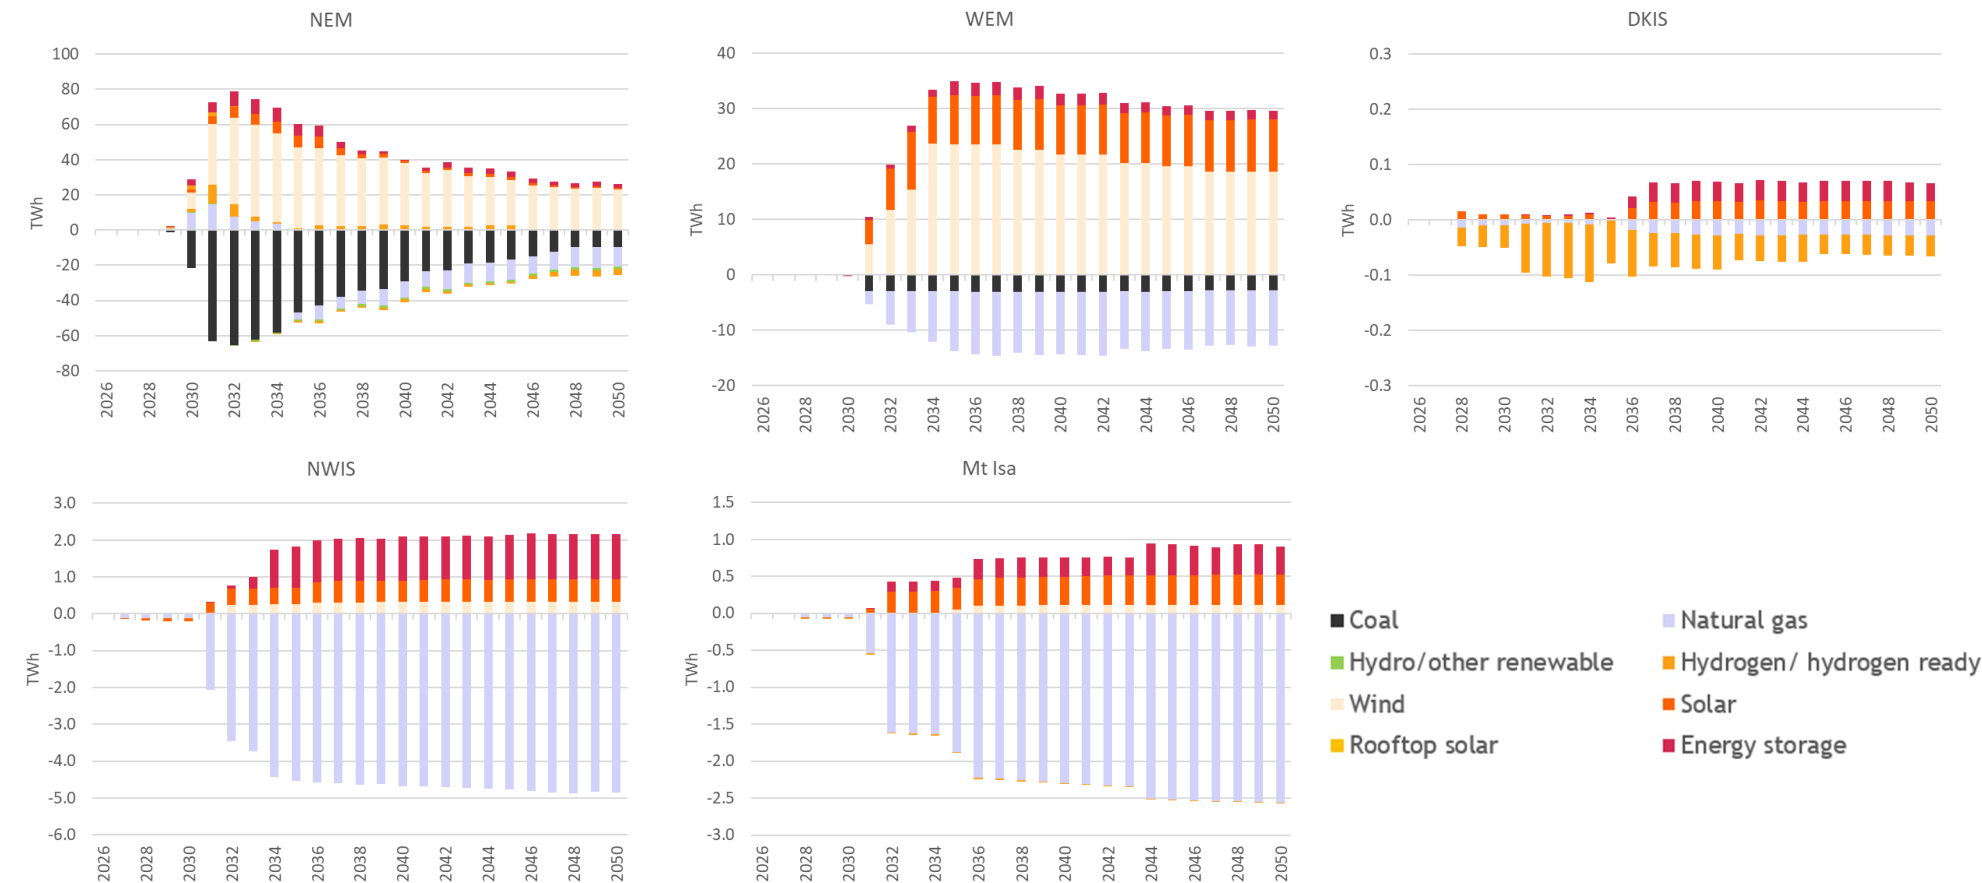 NEM
TWh
100
80
60
40
20
0
-20
-40
-60
-80
2026 2028 2030 2032 2034 2036 2038 2040 2042 2044 2046 2048 2050
WEM
TWh
40
30
20
10
0
-10
-20
2026 2028 2030 2032 2034 2036 2038 2040 2042 2044 2046 2048 2050
DKIS
TWh
0.3
0.2
0.1
0.0
-0.1
-0.2
-0.3
2026 2028 2030 2032 2034 2036 2038 2040 2042 2044 2046 2048 2050
NWIS
TWh
3.0
2.0
1.0
0.0
-1.0
-2.0
-3.0
-4.0
-5.0
-6.0
2026 2028 2030 2032 2034 2036 2038 2040 2042 2044 2046 2048 2050
Mt Isa
TWh
1.5
1.0
0.5
0.0
-0.5
-1.0
-1.5
-2.0
-2.5
-3.0
2026 2028 2030 2032 2034 2036 2038 2040 2042 2044 2046 2048 2050
Coal
Natural gas
Hydro/other renewable
Hydrogen/ hydrogen ready
Wind
Solar
Rooftop solar
Energy storage